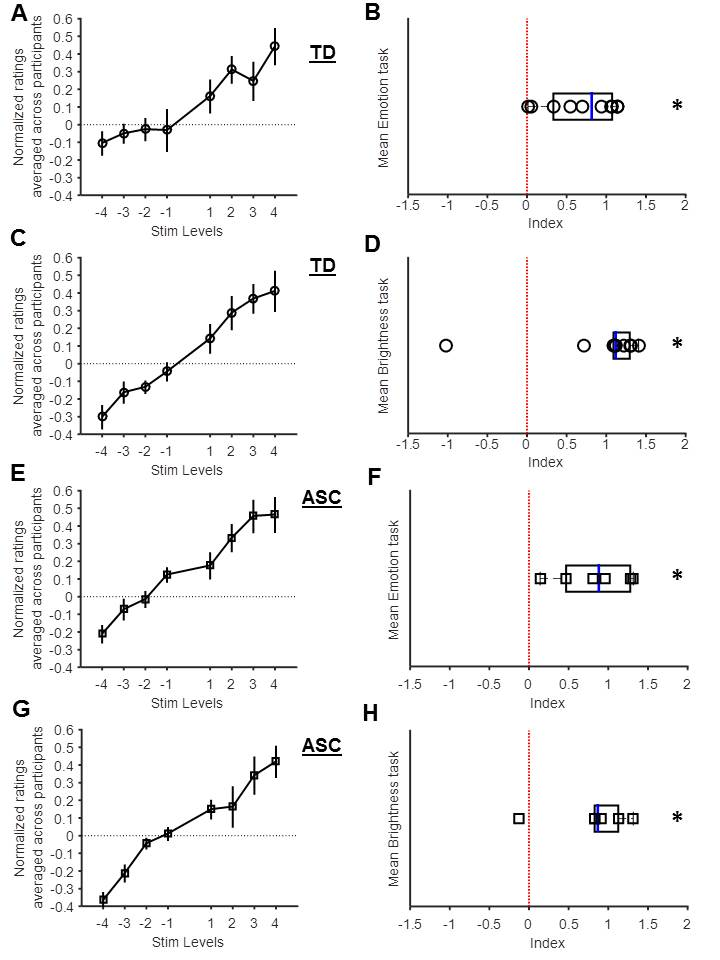 A
Normalized ratings
averaged across participants
0.6
0.5
0.4
0.3
0.2
0.1
0
-0.1
-0.2
-0.3
-0.4
TD
-4 -3 -2 -1 1 2 3 4
Stim Levels
B
Mean Emotion task
*
-1.5 -1 -0.5 0 0.5 1 1.5 2
Index
C
Normalized ratings
averaged across participants
0.6
0.5
0.4
0.3
0.2
0.1
0
-0.1
-0.2
-0.3
-0.4
TD
-4 -3 -2 -1 1 2 3 4
Stim Levels
D
Mean Brightness task
*
-1.5 -1 -0.5 0 0.5 1 1.5 2
Index
E
Normalized ratings
averaged across participants
0.6
0.5
0.4
0.3
0.2
0.1
0
-0.1
-0.2
-0.3
-0.4
ASC
-4 -3 -2 -1 1 2 3 4
Stim Levels
F
Mean Emotion task
*
-1.5 -1 -0.5 0 0.5 1 1.5 2
Index
G
Normalized ratings
averaged across participants
0.6
0.5
0.4
0.3
0.2
0.1
0
-0.1
-0.2
-0.3
-0.4
ASC
-4 -3 -2 -1 1 2 3 4
Stim Levels
H
Mean Brightness task
*
-1.5 -1 -0.5 0 0.5 1 1.5 2
Index